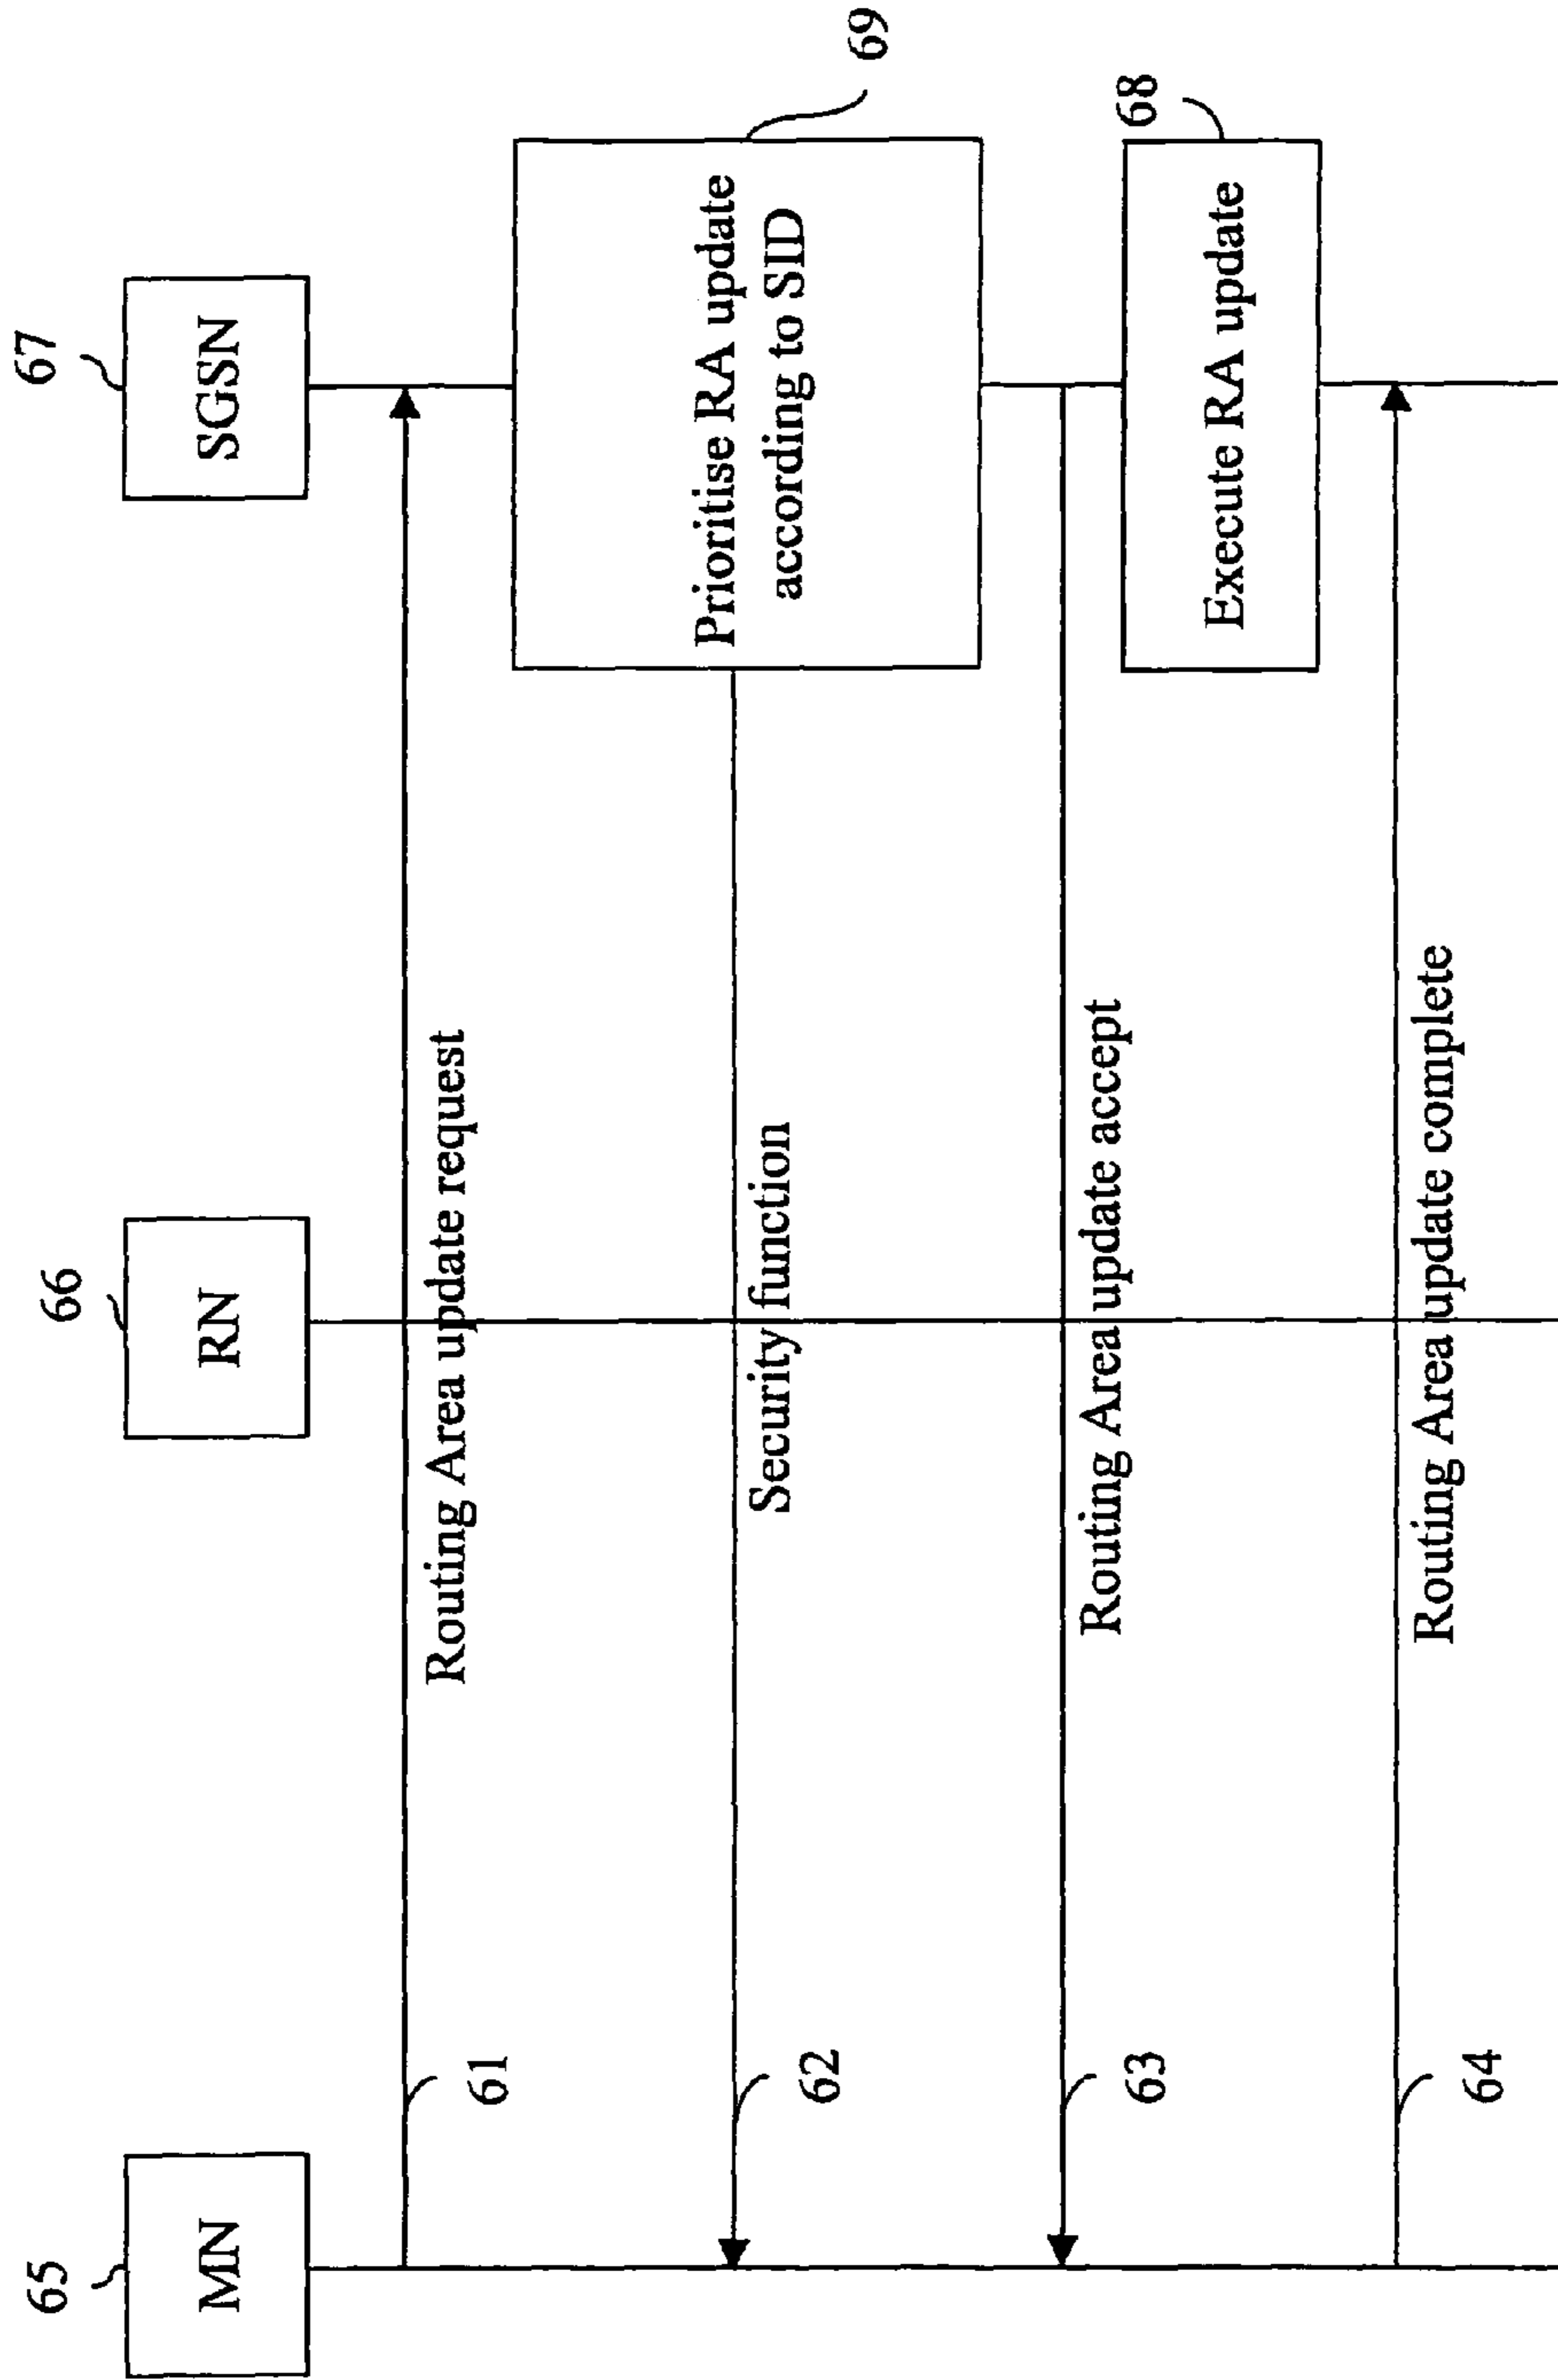 65
66
67
MN
RN
SGSN
Routing Area update request
61
Prioritise RA update
according to SID
69
Security function
62
Routing Area update accept
63
68
Execute RA update
Routing Area update complete
64